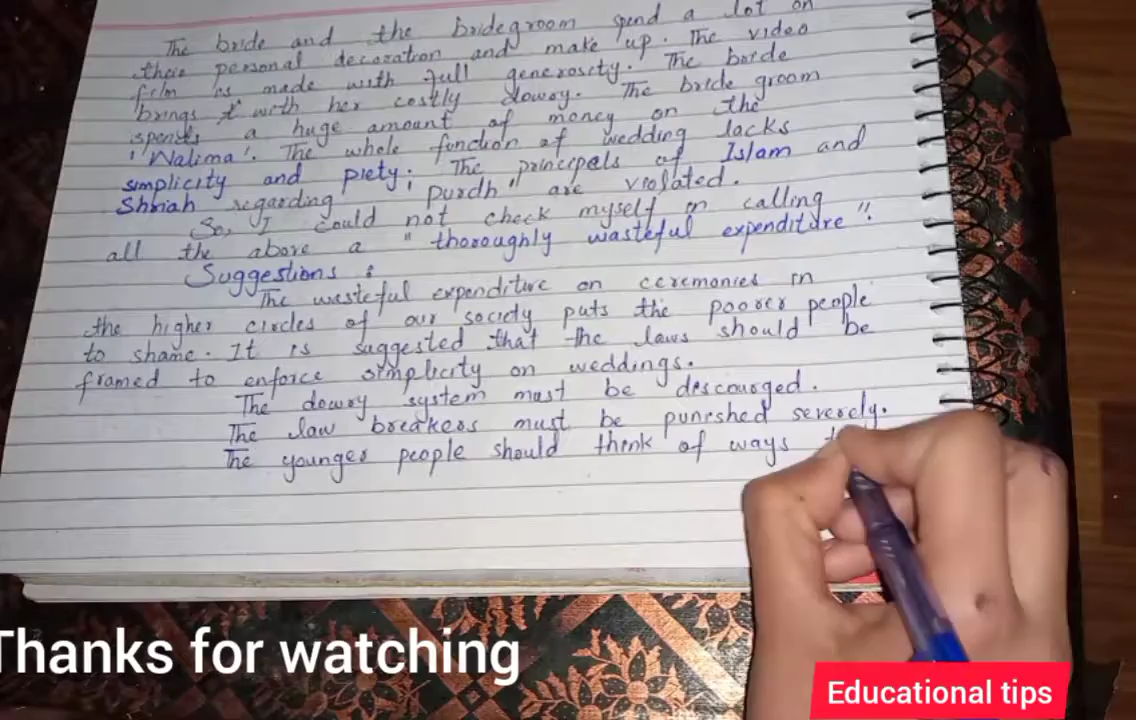 The bride and the bridegroom spend a lot on
their personal decoration and make up. The video
film is made with full generosity. The borde
brings it with her costly dowry. The bride groom
spends a huge amount of money on the
"Walima". The whole function of wedding lacks
simplicity and piety. The principals of Islam and
Shriah regarding "purdh" are violated.
So, I could not check myself in calling
all the above a "thoroughly wasteful expenditure".
Suggestions :
The wasteful expenditure on ceremonies in
the higher circles of our society puts the poorer people
to shame. It is suggested that the laws should be
framed to enforce simplicity on weddings.
The dowry system must be discouraged.
The law breakers must be punished severely.
The younger people should think of ways
Thanks for watching
Educational tips